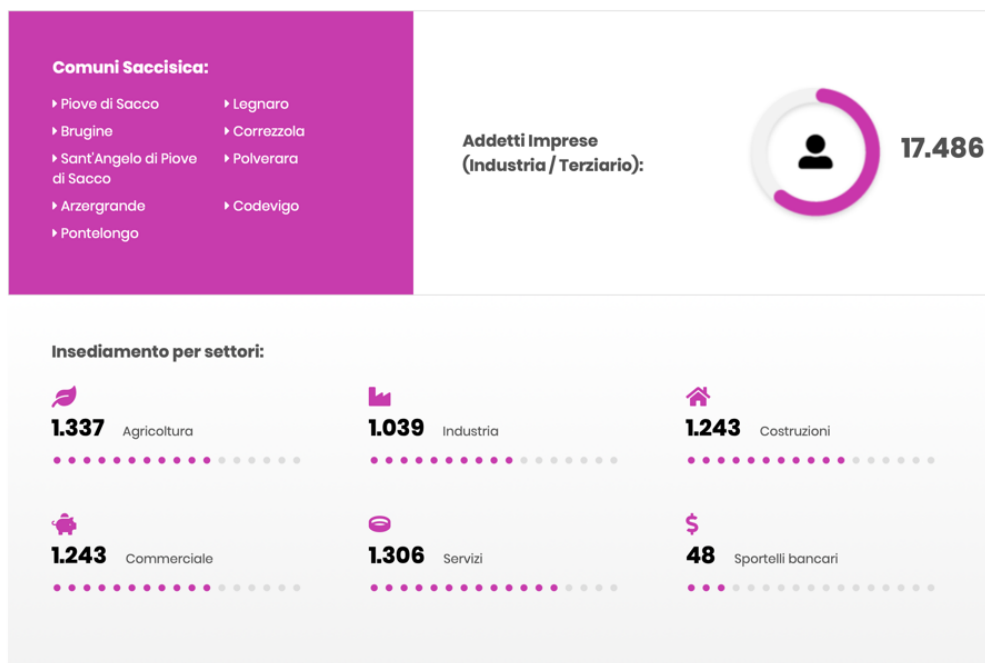 Comuni Saccisica:
Piove di Sacco
Legnaro
Brugine
Correzzola
Sant'Angelo di Piove
di Sacco
Polverara
Arzergrande
Codevigo
Pontelongo
Addetti Imprese
(Industria / Terziario):
17.486
Insediamento per settori:
1.337 Agricoltura
1.039 Industria
1.243 Costruzioni
1.243 Commerciale
1.306 Servizi
48 Sportelli bancari